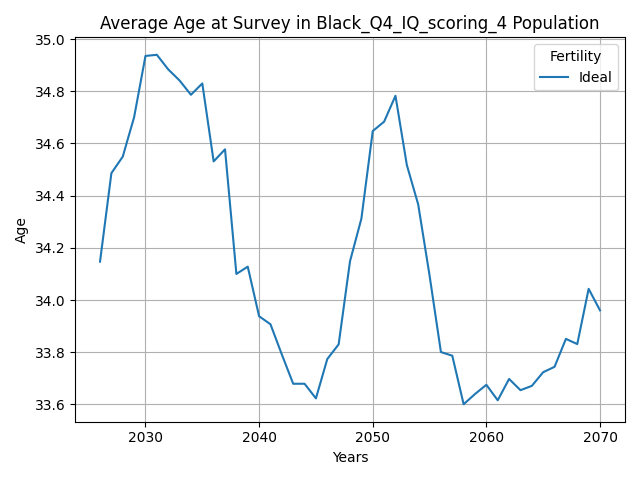 Average Age at Survey in Black_Q4_IQ_scoring_4 Population
35.0
34.8
34.6
34.4
34.2
34.0
33.8
33.6
Age
Fertility
Ideal
2030 2040 2050 2060 2070
Years